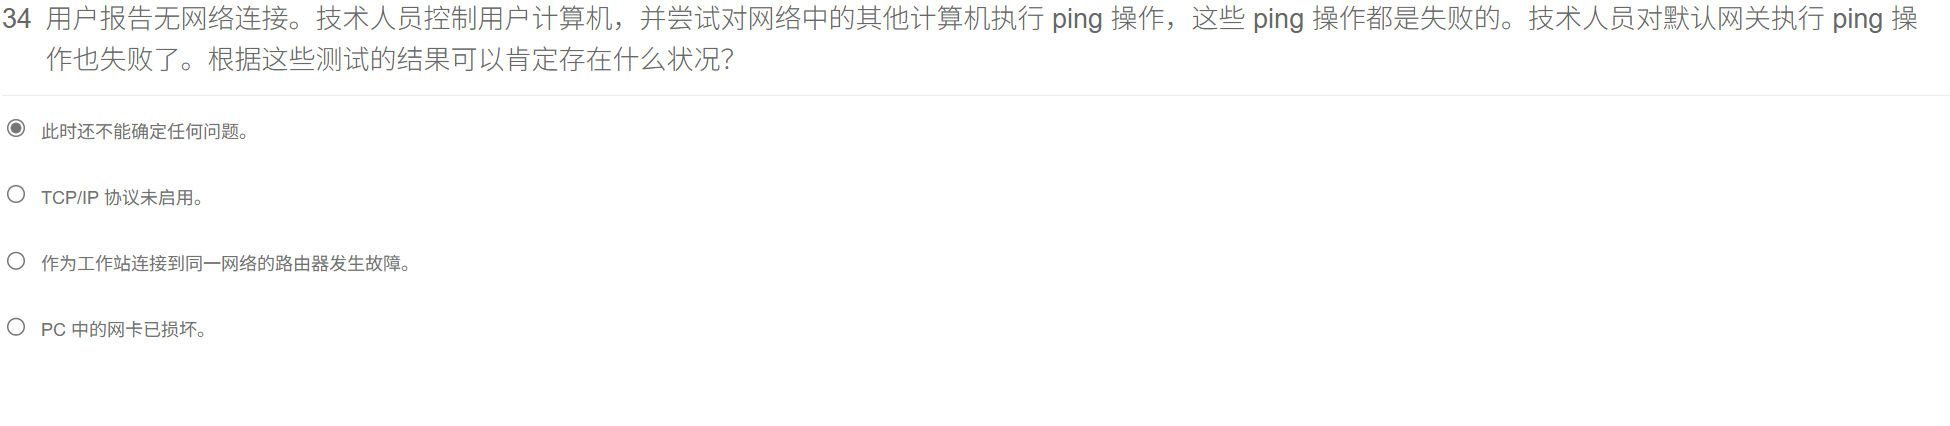 34 用户报告无网络连接。技术人员控制用户计算机，并尝试对网络中的其他计算机执行 ping 操作，这些 ping 操作都是失败的。技术人员对默认网关执行 ping 操
作也失败了。根据这些测试的结果可以肯定存在什么状况？
此时还不能确定任何问题。
TCP/IP 协议未启用。
作为工作站连接到同一网络的路由器发生故障。
PC 中的网卡已损坏。